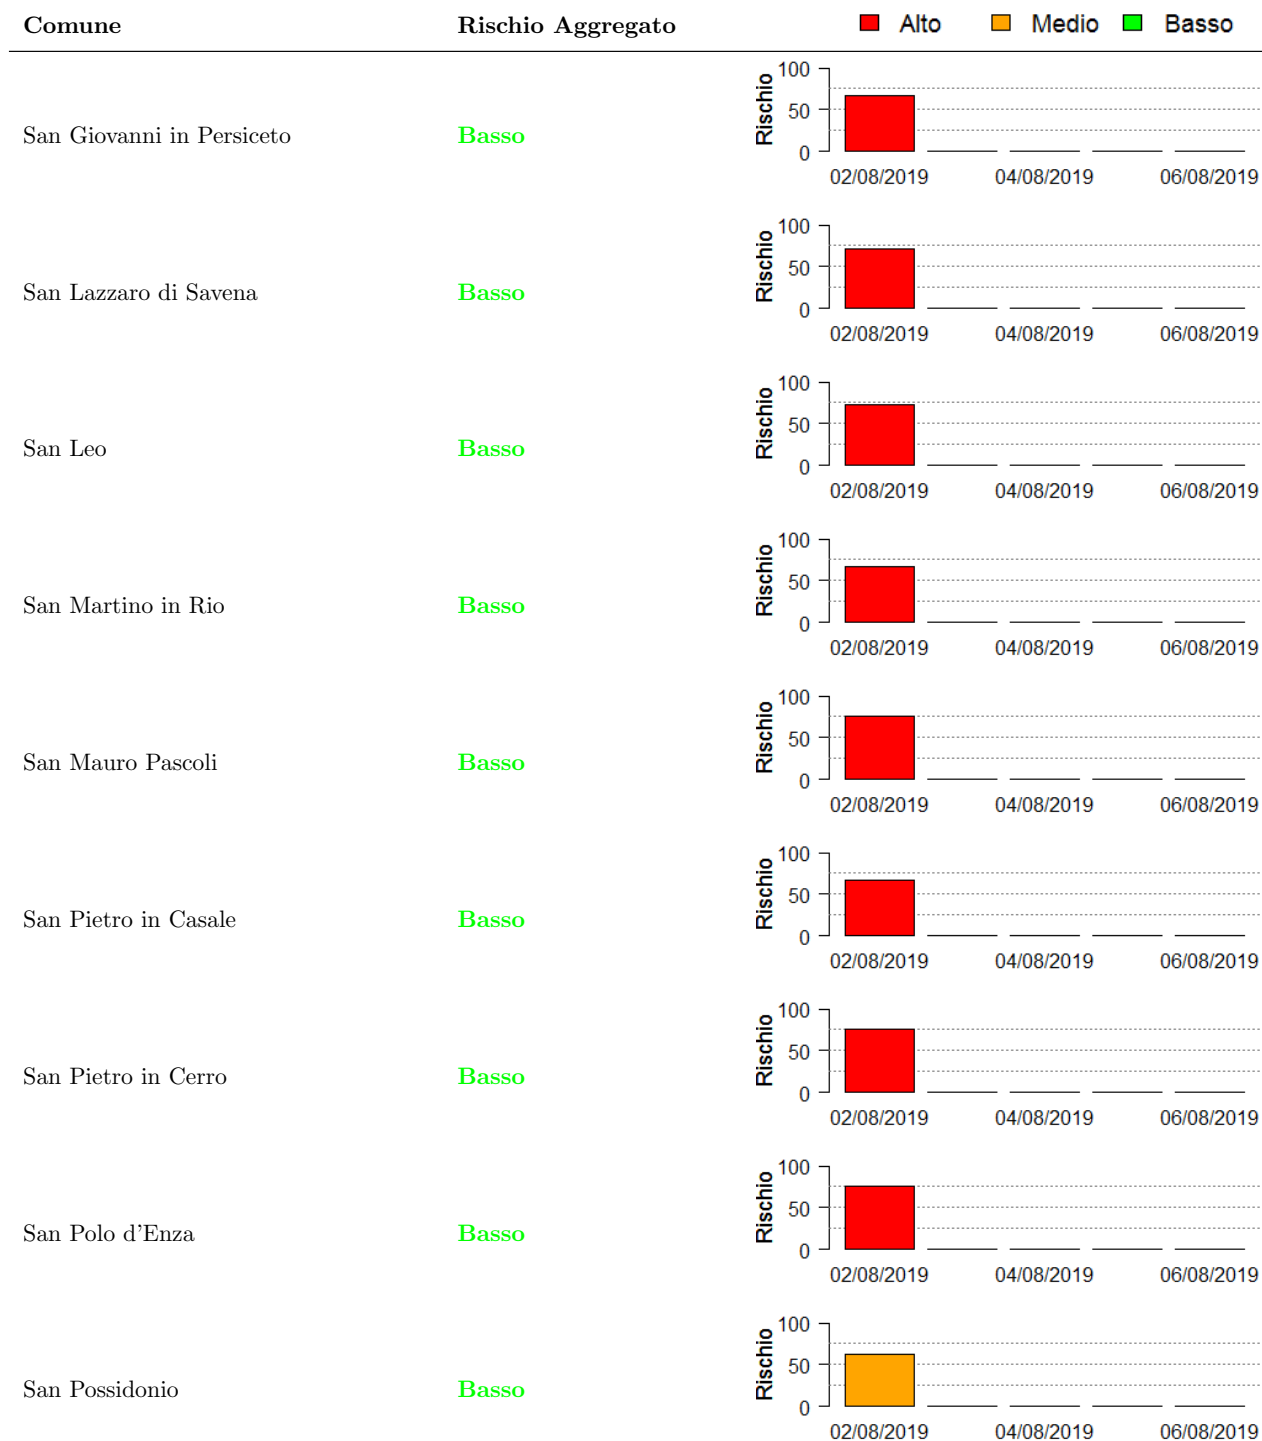 Comune Rischio Aggregato Alto Medio Basso
100
50
0
Rischio
San Giovanni in Persiceto Basso
02/08/2019 04/08/2019 06/08/2019
100
50
0
Rischio
San Lazzaro di Savena Basso
02/08/2019 04/08/2019 06/08/2019
100
50
0
Rischio
San Leo Basso
02/08/2019 04/08/2019 06/08/2019
100
50
0
Rischio
San Martino in Rio Basso
02/08/2019 04/08/2019 06/08/2019
100
50
0
Rischio
San Mauro Pascoli Basso
02/08/2019 04/08/2019 06/08/2019
100
50
0
Rischio
San Pietro in Casale Basso
02/08/2019 04/08/2019 06/08/2019
100
50
0
Rischio
San Pietro in Cerro Basso
02/08/2019 04/08/2019 06/08/2019
100
50
0
Rischio
San Polo d'Enza Basso
02/08/2019 04/08/2019 06/08/2019
100
50
0
Rischio
San Possidonio Basso
02/08/2019 04/08/2019 06/08/2019